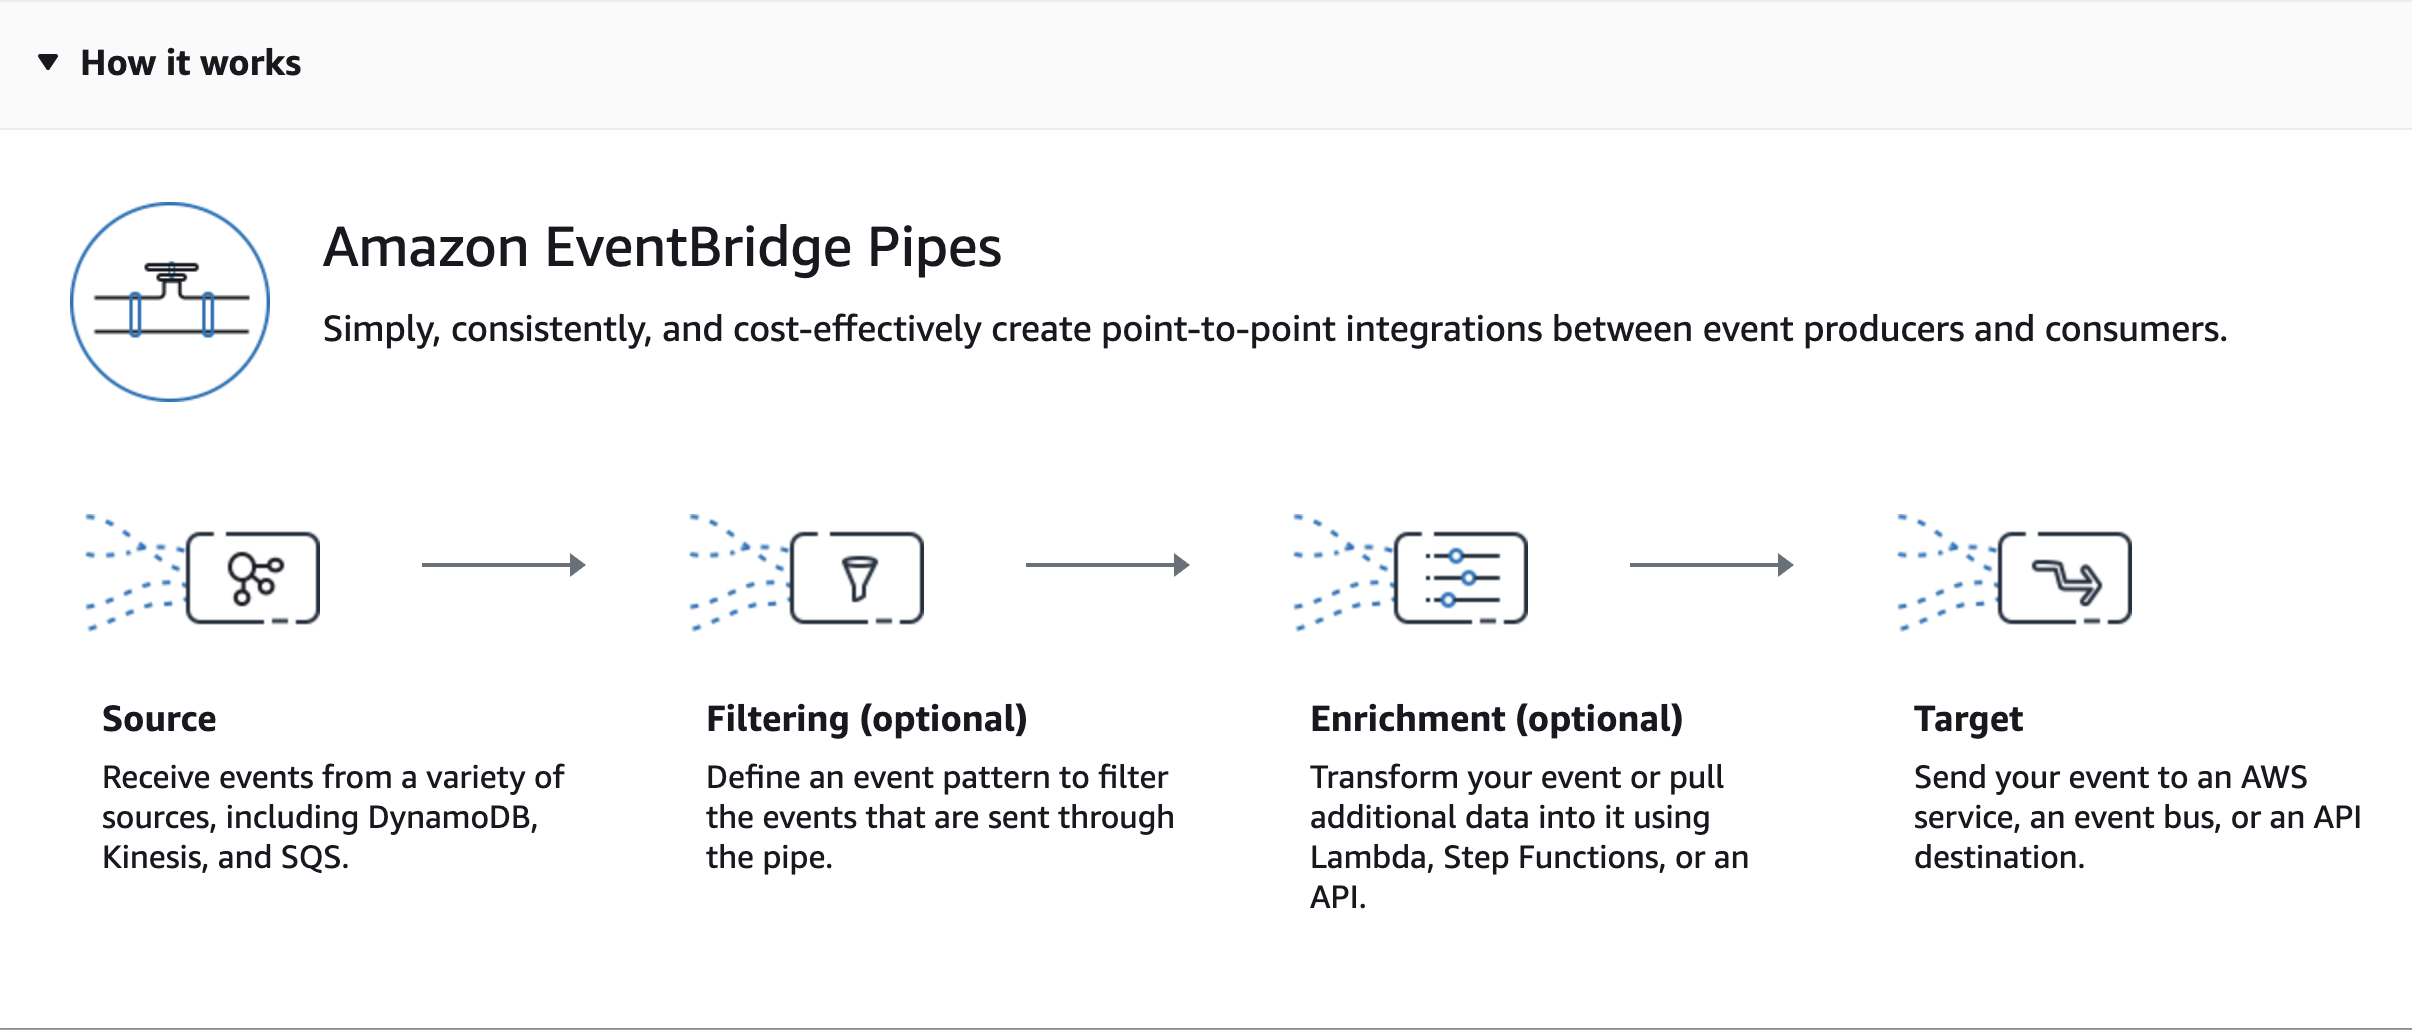 How it works
Amazon EventBridge Pipes
Simply, consistently, and cost-effectively create point-to-point integrations between event producers and consumers.
Source
Receive events from a variety of
sources, including DynamoDB,
Kinesis, and SQS.
Filtering (optional)
Define an event pattern to filter
the events that are sent through
the pipe.
Enrichment (optional)
Transform your event or pull
additional data into it using
Lambda, Step Functions, or an
API.
Target
Send your event to an AWS
service, an event bus, or an API
destination.